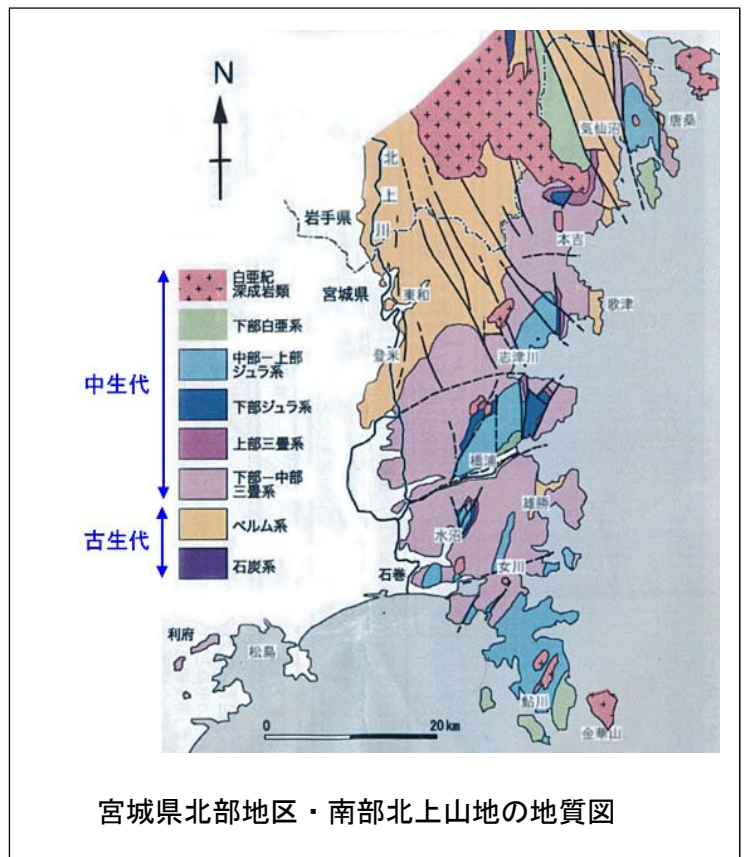 N
気仙沼
唐桑
北
上
川
岩手県
本吉
宮城県
東和
歌津
登米
志津川
中生代
白亜紀
深成岩類
下部白亜系
中部ー上部
ジュラ系
下部ジュラ系
上部三畳系
下部ー中部
三畳系
古生代
ペルム系
石炭系
橋浦
雄勝
水沼
女川
石巻
利府
松島
鮎川
金華山
0 20km
宮城県北部地区・南部北上山地の地質図